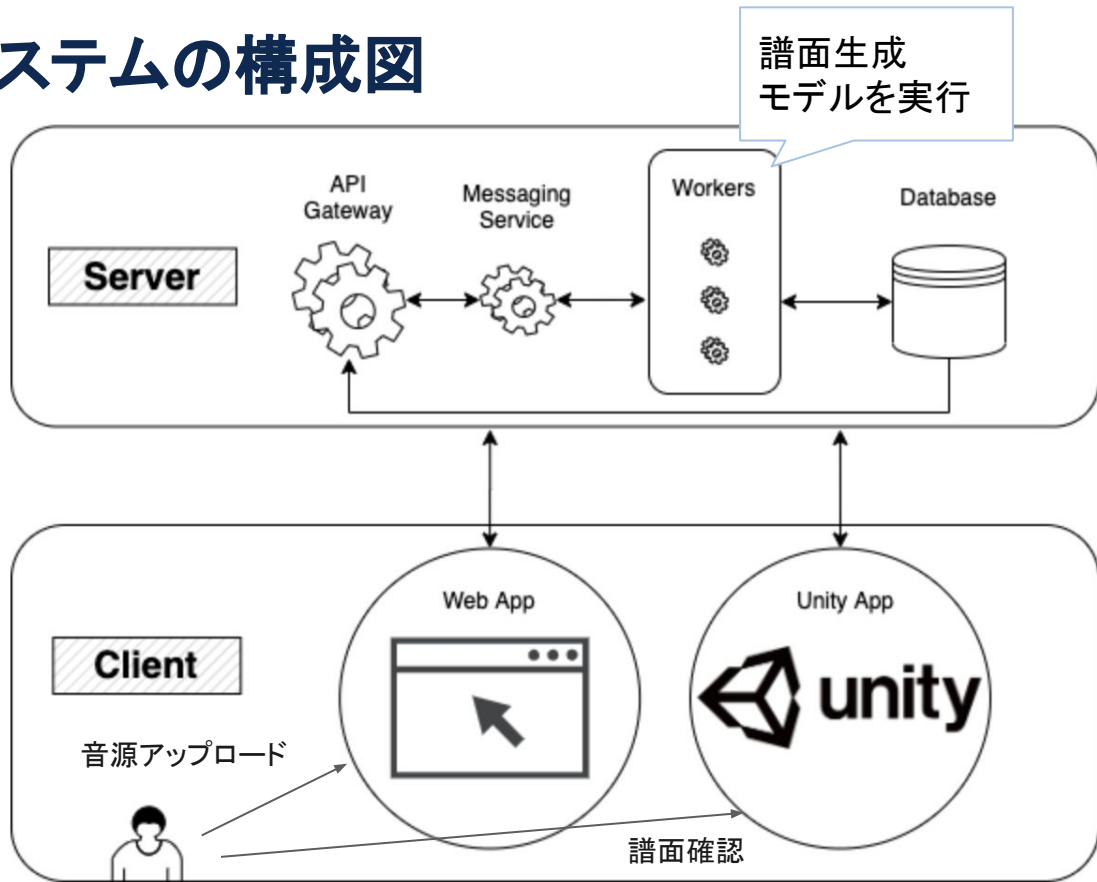 ステムの構成図
譜面生成
モデルを実行
API
Gateway
Messaging
Service
Workers
Database
Server
Web App
Unity App
Client
unity
音源アップロード
譜面確認